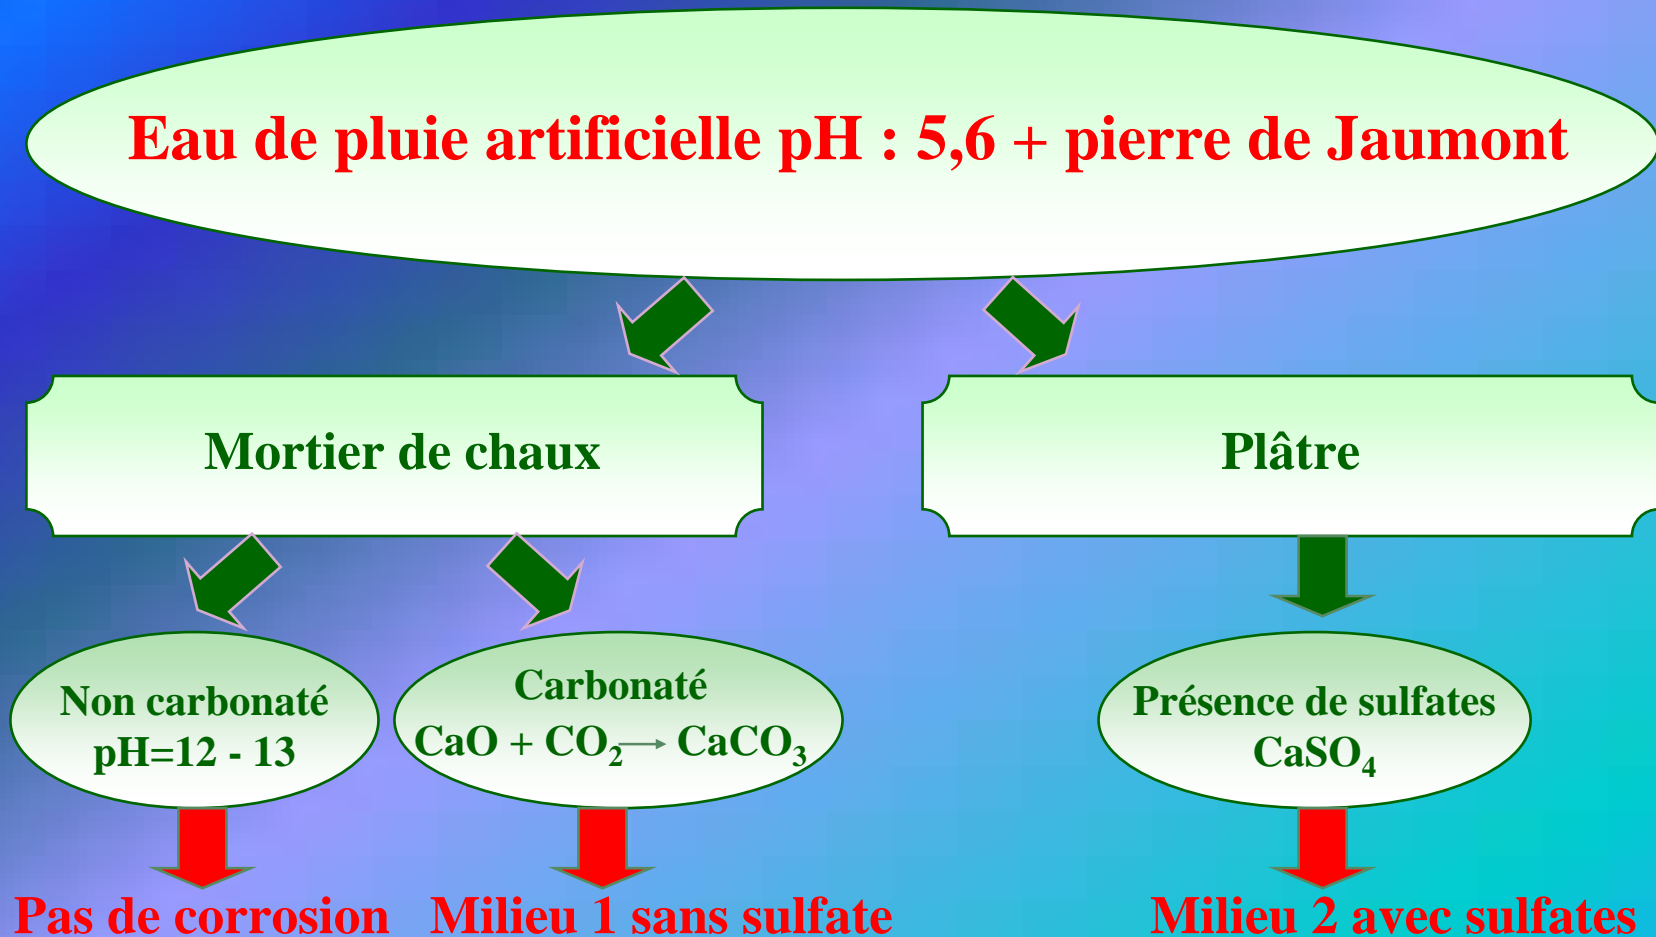 Eau de pluie artificielle pH : 5,6 + pierre de Jaumont
Mortier de chaux
Plâtre
Non carbonaté
pH=12 - 13
Carbonaté
CaO + CO₂ → CaCO₃
Présence de sulfates
CaSO₄
Pas de corrosion
Milieu 1 sans sulfate
Milieu 2 avec sulfates